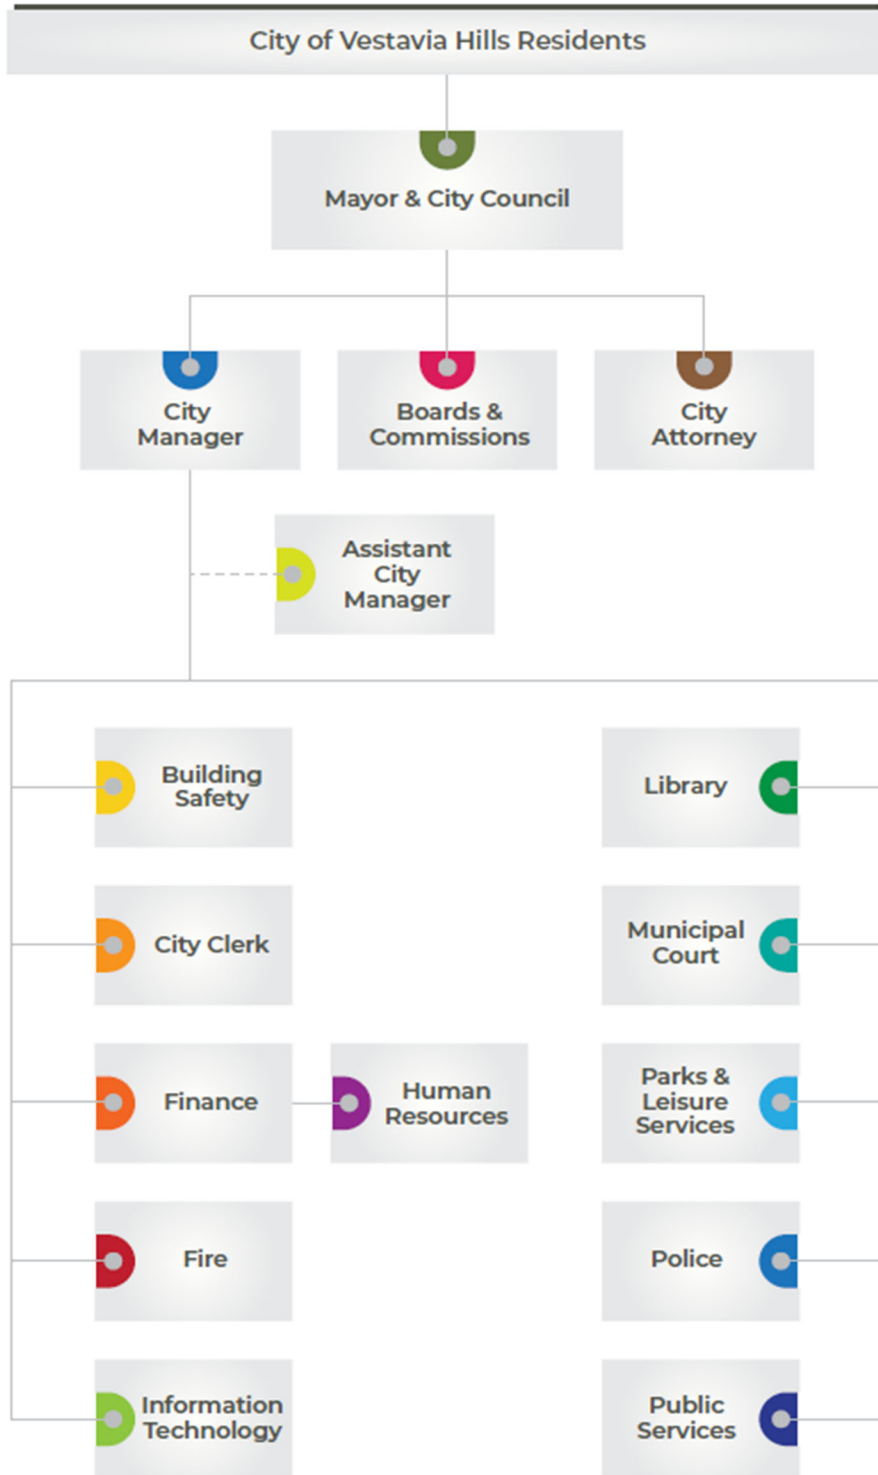 City of Vestavia Hills Residents
Mayor & City Council
City
Manager
Boards &
Commissions
City
Attorney
Assistant
City
Manager
Building
Safety
Library
City Clerk
Municipal
Court
Finance
Human
Resources
Parks &
Leisure
Services
Fire
Police
Information
Technology
Public
Services